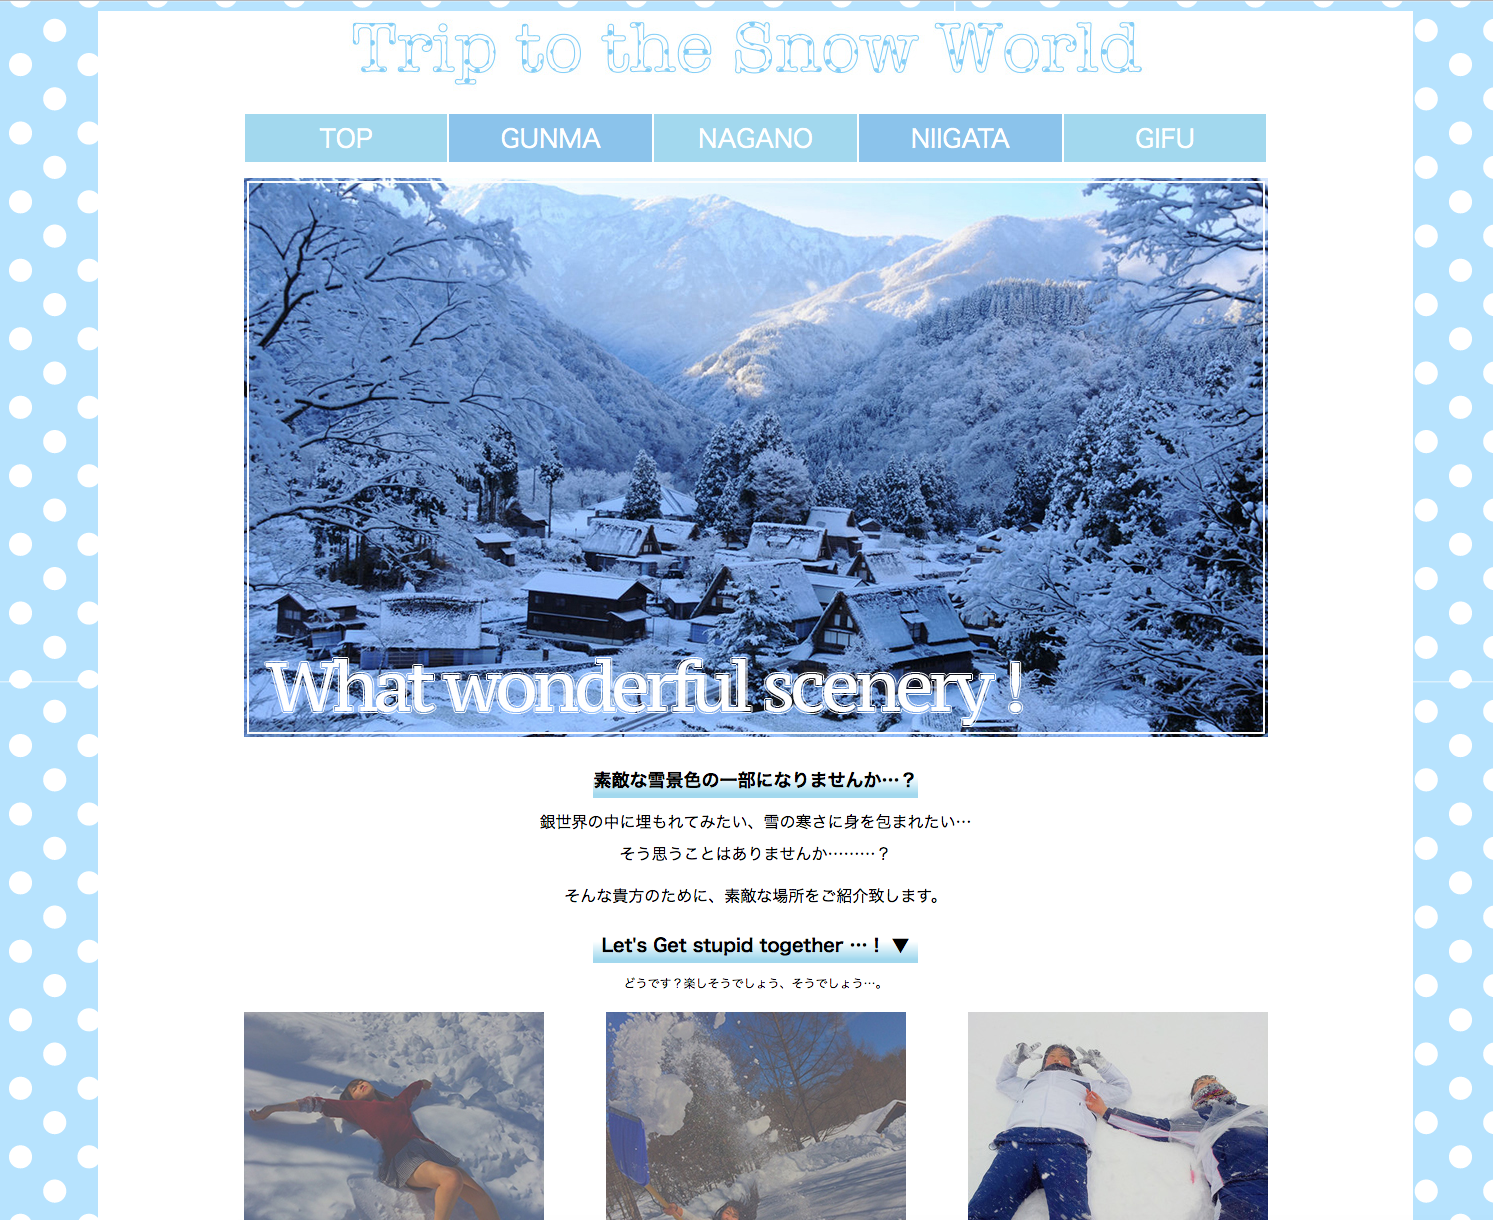 Trip to the Snow World
TOP
GUNMA
NAGANO
NIIGATA
GIFU
What wonderful scenery !
素敵な雪景色の一部になりませんか…？
銀世界の中に埋もれてみたい、雪の寒さに身を包まれたい…
そう思うことはありませんか………？
そんな貴方のために、素敵な場所をご紹介致します。
Let's Get stupid together …！ ▼
どうです？楽しそうでしょう、そうでしょう…。